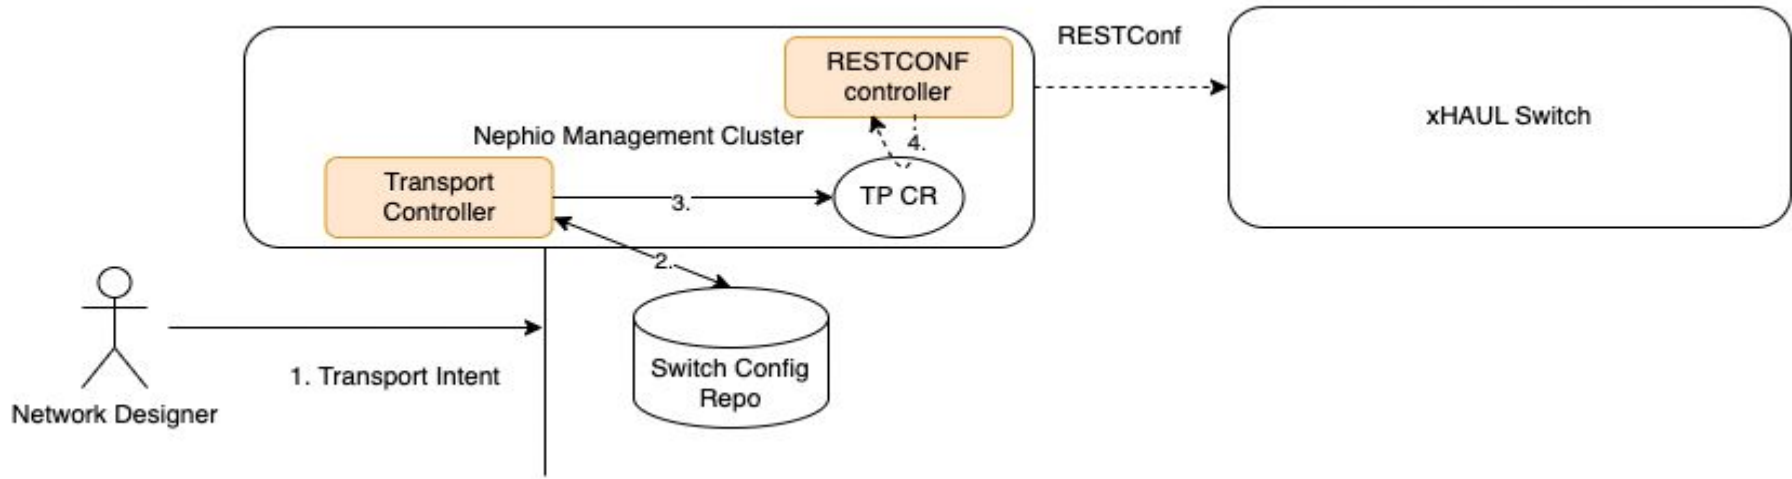 RESTCONF
controller
RESTConf
xHAUL Switch
Nephio Management Cluster
4.
Transport
Controller
3.
TP CR
2.
Switch Config
Repo
1. Transport Intent
Network Designer